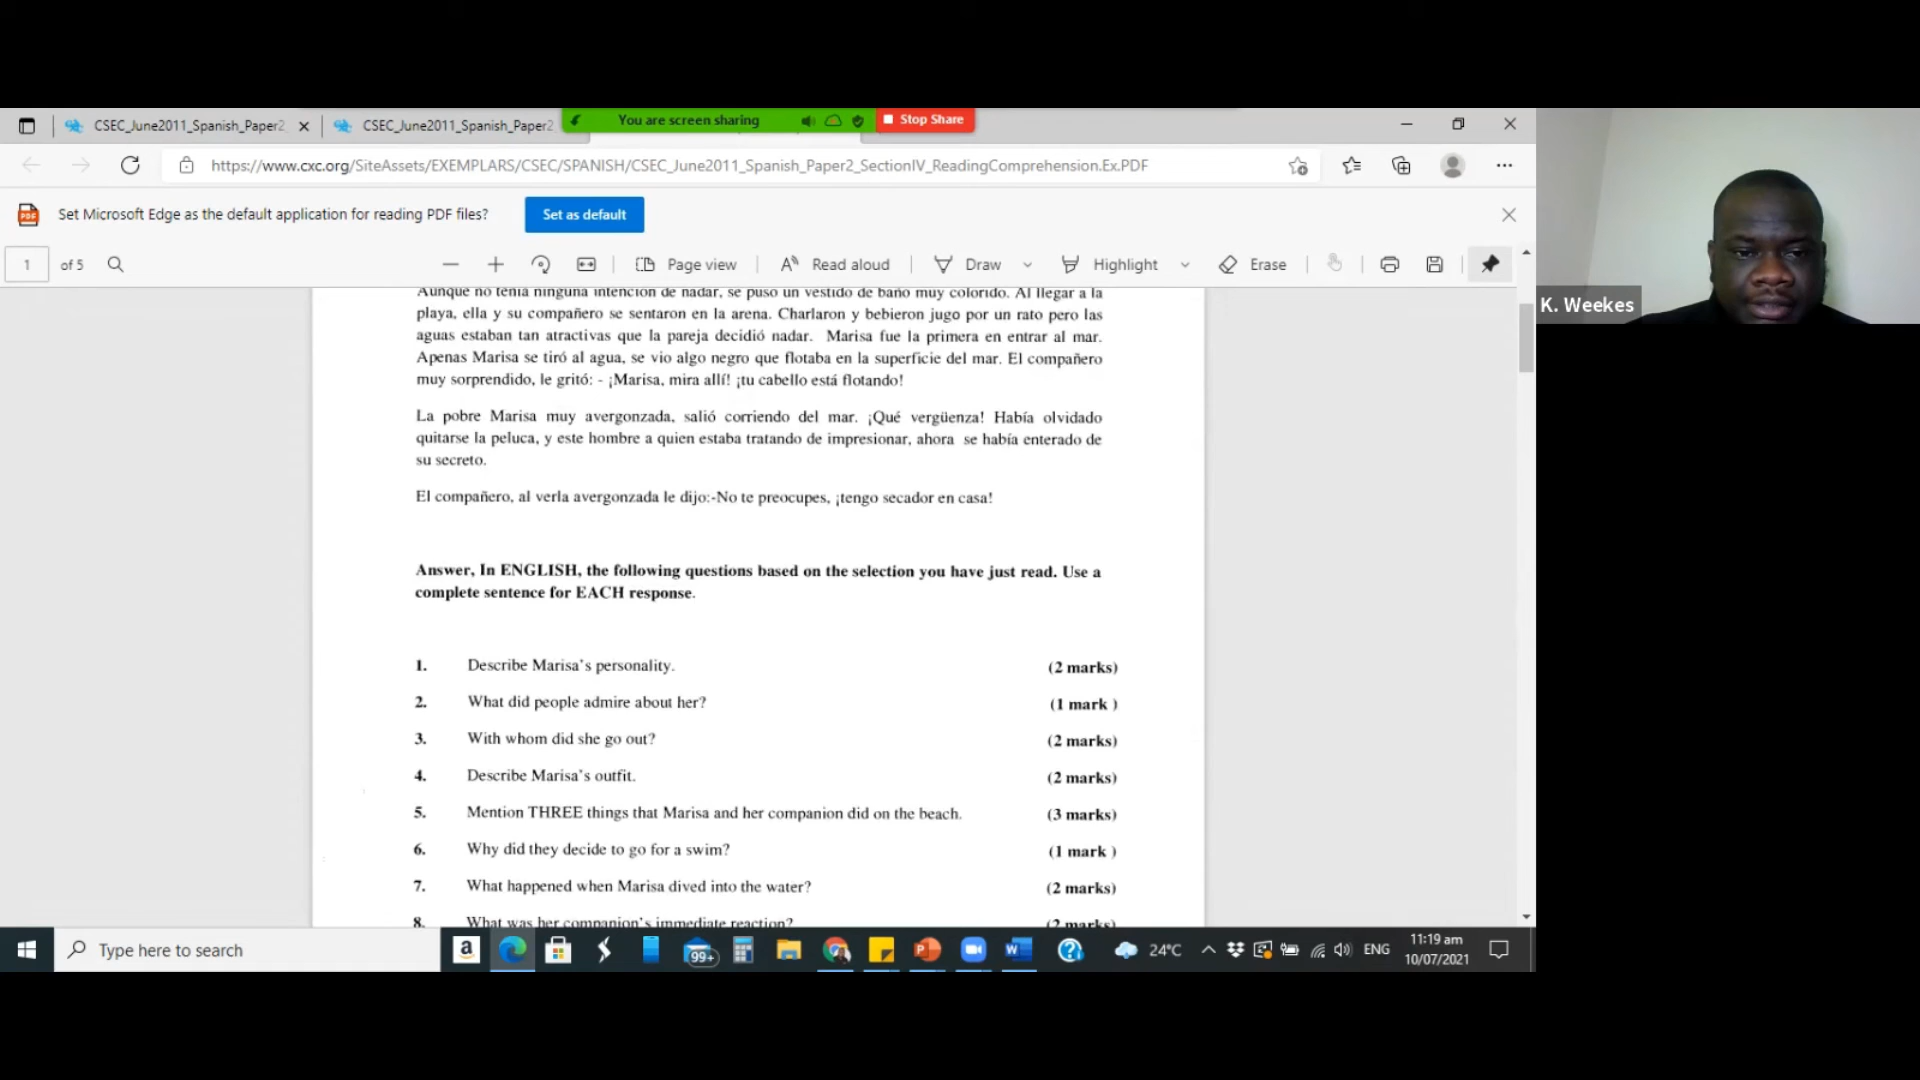 CSEC_June2011_Spanish_Paper2_
CSEC_June2011_Spanish_Paper2_
You are screen sharing
Stop Share
https://www.cxc.org/SiteAssets/EXEMPLARS/CSEC/SPANISH/CSEC_June2011_Spanish_Paper2_SectionIV_ReadingComprehension.Ex.PDF
PDF
Set Microsoft Edge as the default application for reading PDF files?
Set as default
1 of 5
Page view
Read aloud
Draw
Highlight
Erase
K. Weekes
Aunque no tenía ninguna intención de nadar, se puso un vestido de baño muy colorido. Al llegar a la
playa, ella y su compañero se sentaron en la arena. Charlaron y bebieron jugo por un rato pero las
aguas estaban tan atractivas que la pareja decidió nadar. Marisa fue la primera en entrar al mar.
Apenas Marisa se tiró al agua, se vio algo negro que flotaba en la superficie del mar. El compañero
muy sorprendido, le gritó: - ¡Marisa, mira allí! ¡tu cabello está flotando!
La pobre Marisa muy avergonzada, salió corriendo del mar. ¡Qué vergüenza! Había olvidado
quitarse la peluca, y este hombre a quien estaba tratando de impresionar, ahora se había enterado de
su secreto.
El compañero, al verla avergonzada le dijo:-No te preocupes, ¡tengo secador en casa!
Answer, In ENGLISH, the following questions based on the selection you have just read. Use a
complete sentence for EACH response.
1. Describe Marisa's personality. (2 marks)
2. What did people admire about her? (1 mark )
3. With whom did she go out? (2 marks)
4. Describe Marisa's outfit. (2 marks)
5. Mention THREE things that Marisa and her companion did on the beach. (3 marks)
6. Why did they decide to go for a swim? (1 mark )
7. What happened when Marisa dived into the water? (2 marks)
8. What was her companion's immediate reaction? (2 marks)
Type here to search
99+
24°C
ENG
11:19 am
10/07/2021